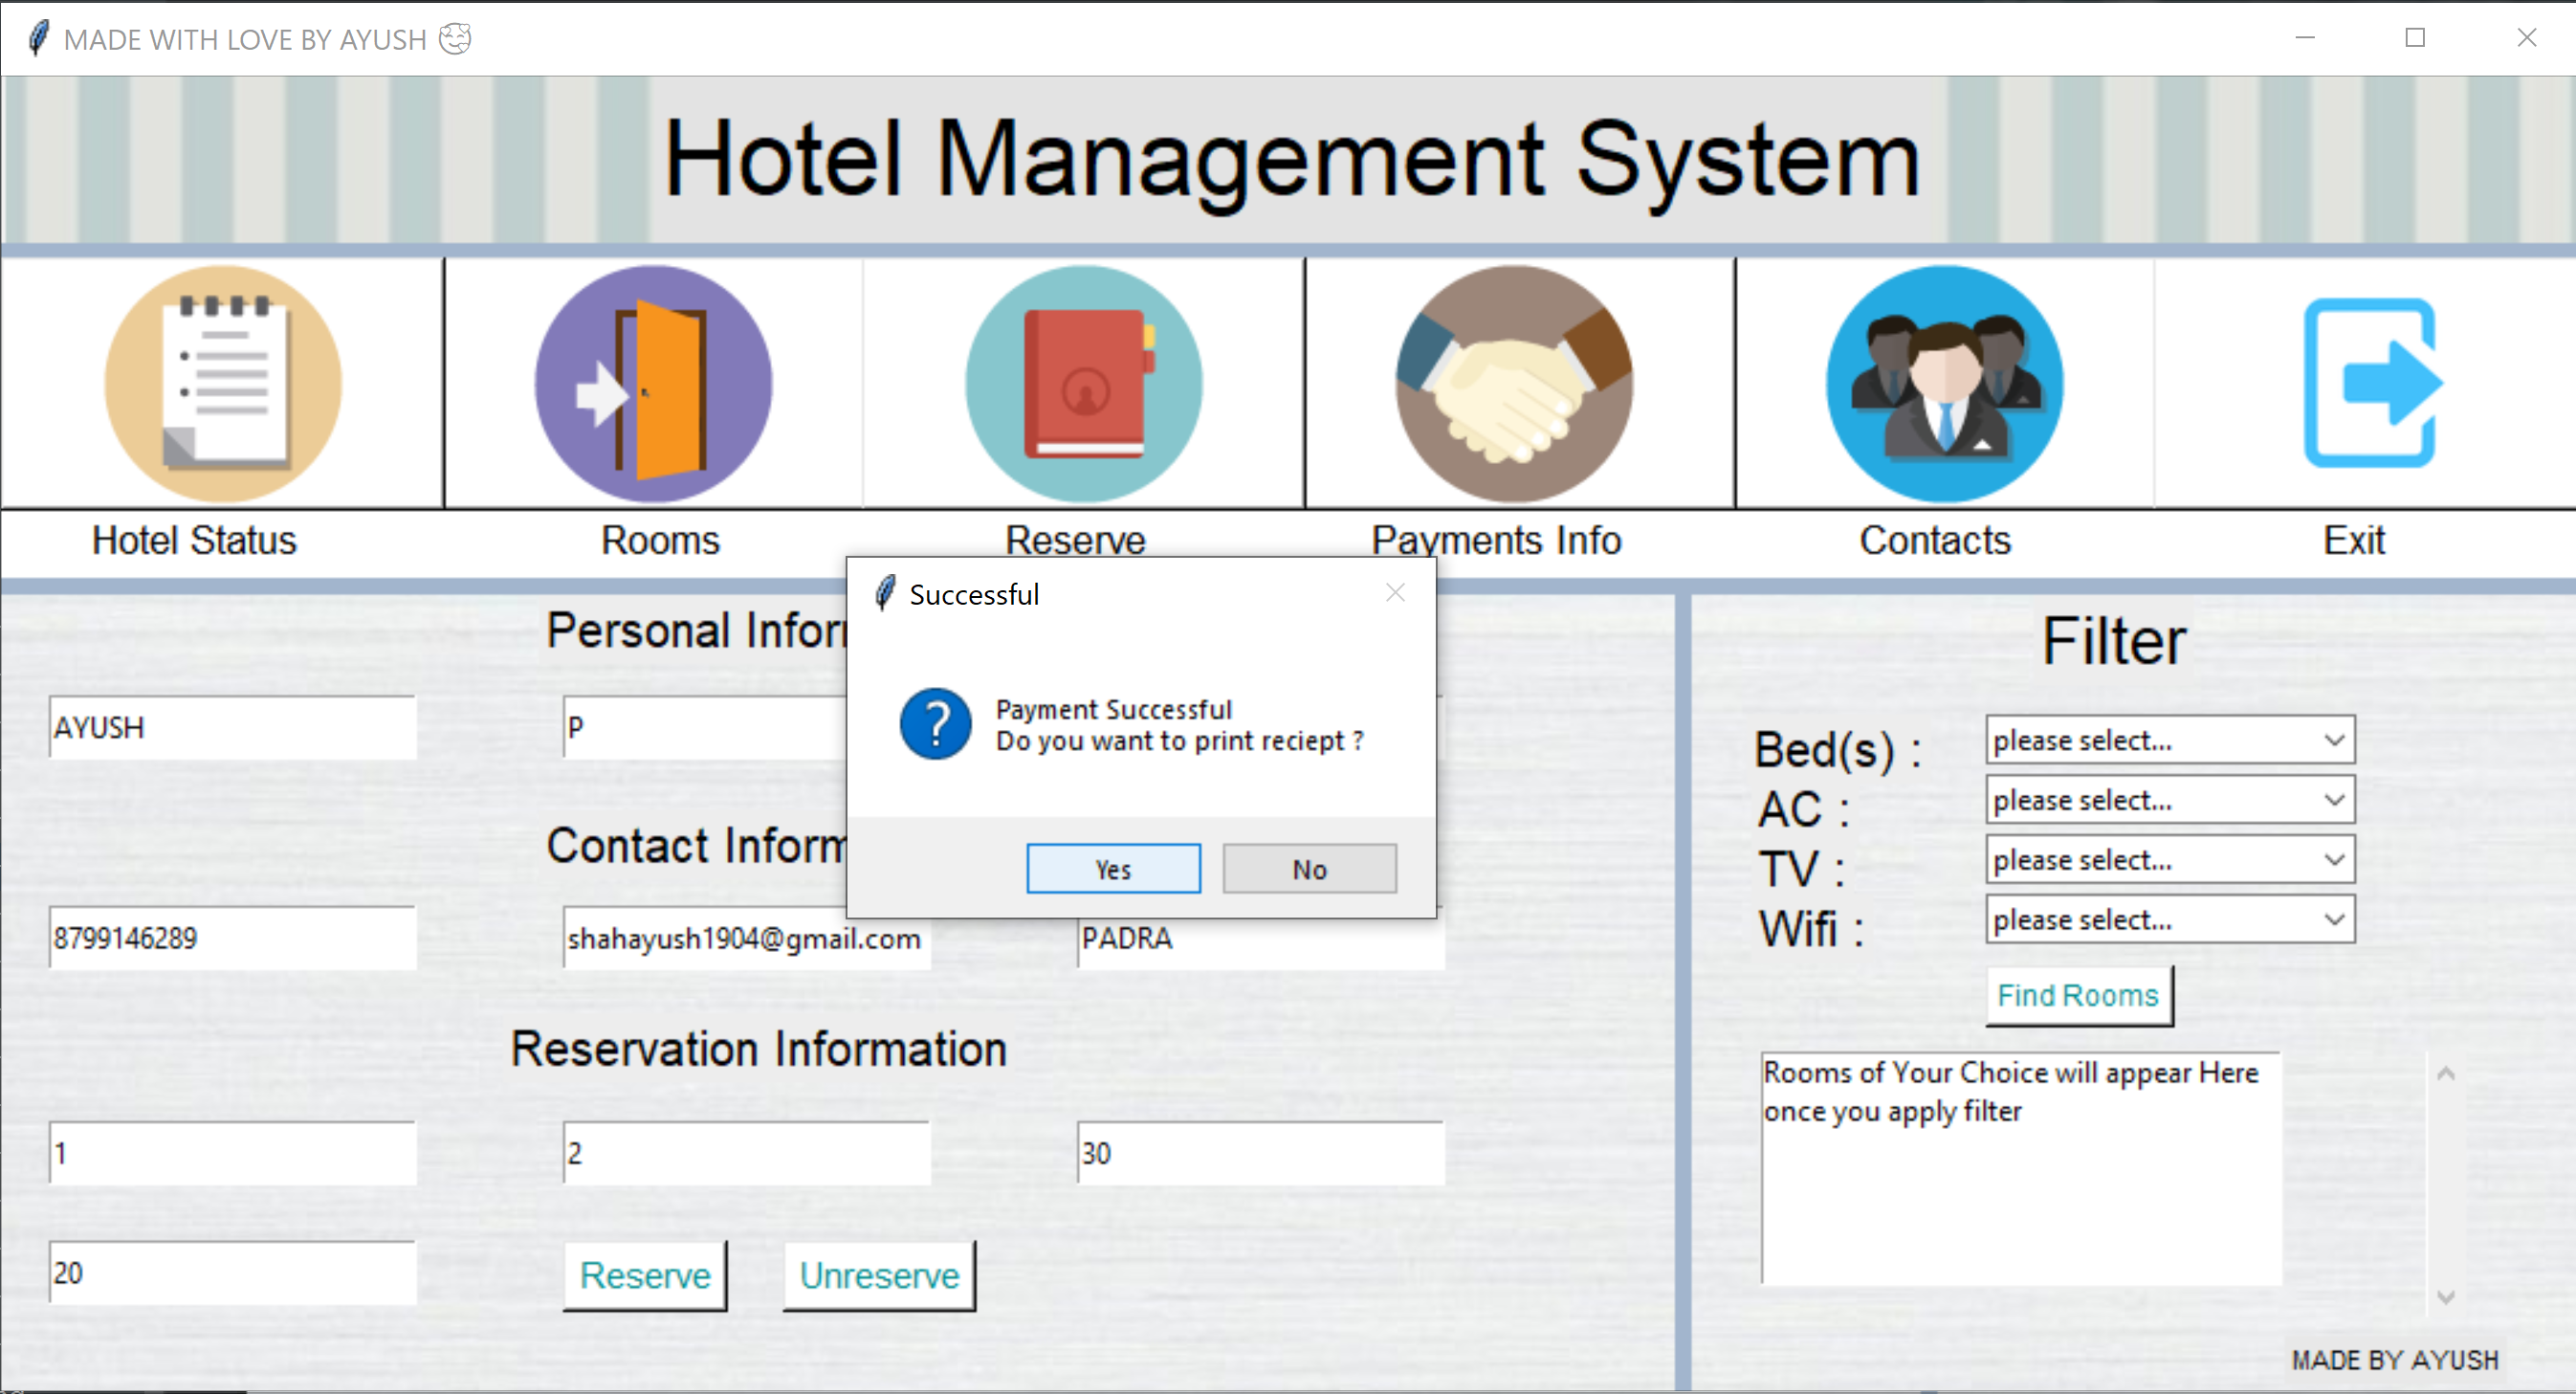 MADE WITH LOVE BY AYUSH 🥰
Hotel Management System
Hotel Status Rooms Reserve Payments Info Contacts Exit
Successful
Payment Successful
Do you want to print reciept ?
Yes No
Personal
AYUSH P
Contact
8799146289 shahayush1904@gmail.com PADRA
Reservation Information
1 2 30
20 Reserve Unreserve
Filter
Bed(s) : please select...
AC : please select...
TV : please select...
Wifi : please select...
Find Rooms
Rooms of Your Choice will appear Here
once you apply filter
MADE BY AYUSH